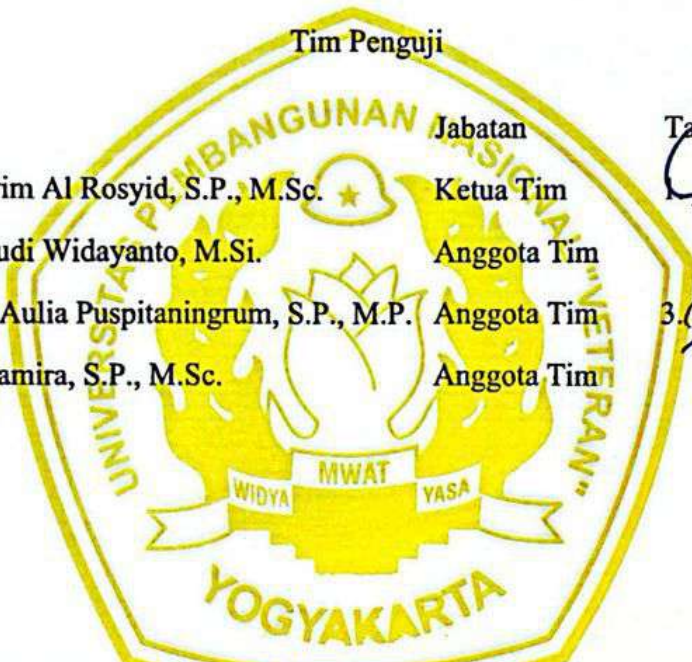 Tim Penguji
Jabatan Ta
rim Al Rosyid, S.P., M.Sc. Ketua Tim
udi Widayanto, M.Si. Anggota Tim
Aulia Puspitaningrum, S.P., M.P. Anggota Tim 3.
amira, S.P., M.Sc. Anggota Tim
UNIVERSITAS PEMBANGUNAN NASIONAL "VETERAN"
WIDYA MWAT YASA
YOGYAKARTA